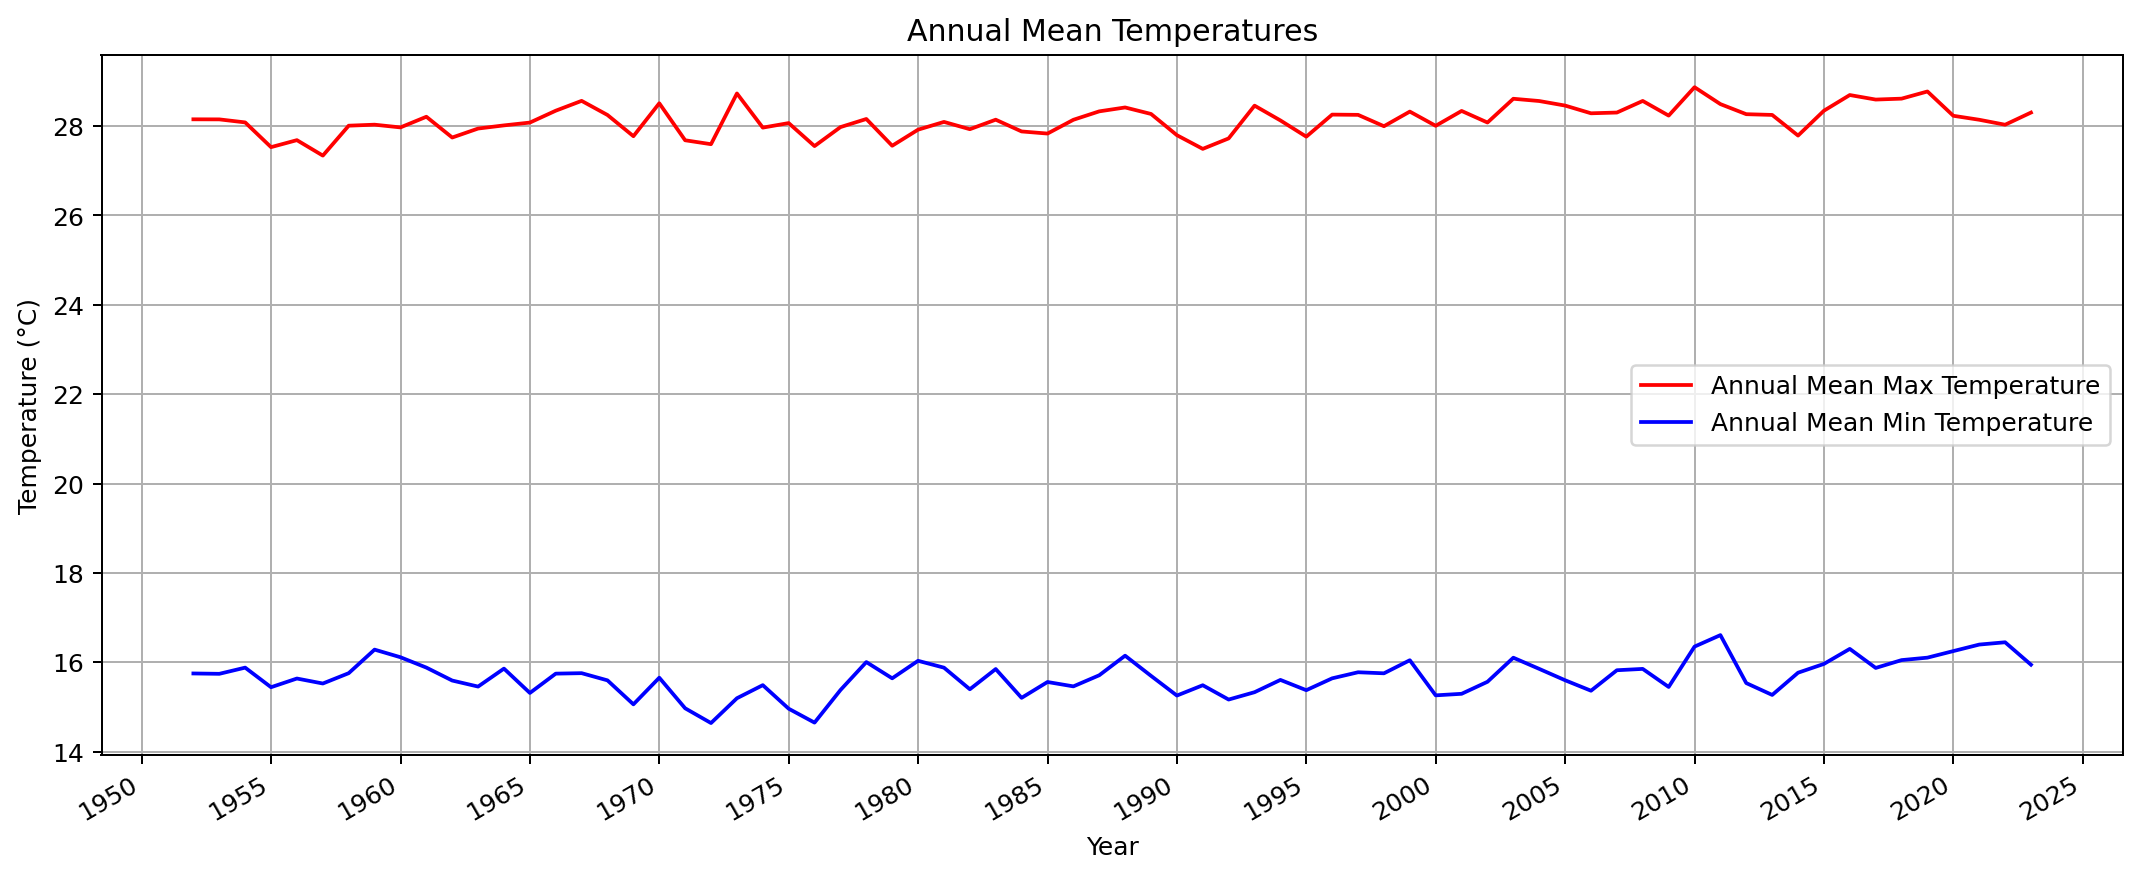 Annual Mean Temperatures
Temperature (°C)
28
26
24
22
20
18
16
14
Annual Mean Max Temperature
Annual Mean Min Temperature
1950 1955 1960 1965 1970 1975 1980 1985 1990 1995 2000 2005 2010 2015 2020 2025
Year